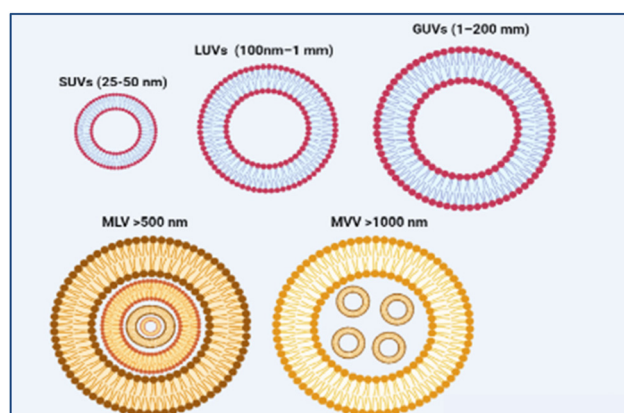 GUVs (1–200 mm)
LUVs (100nm–1 mm)
SUVs (25-50 nm)
MLV >500 nm
MVV >1000 nm